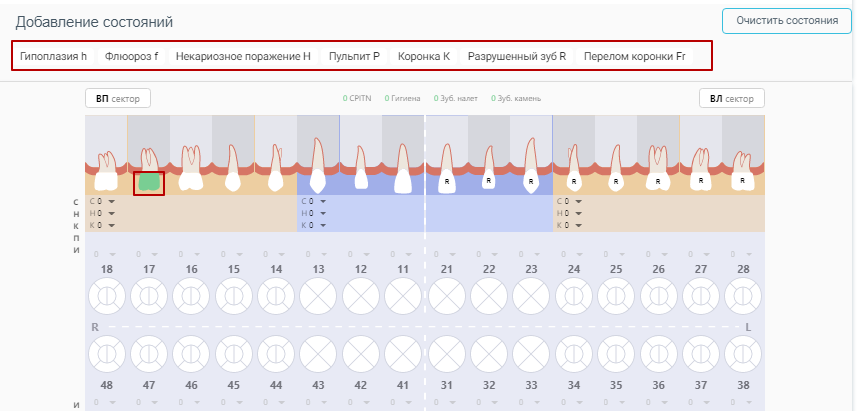 Добавление состояний
Очистить состояния
Гипоплазия h Флюороз f Некариозное поражение H Пульпит P Коронка K Разрушенный зуб R Перелом коронки Fr
ВП сектор 0 CPITN 0 Гигиена 0 Зуб. налет 0 Зуб. камень ВЛ сектор
R R R R R R R R
С Н К П И
С 0 С 0 С 0
Н 0 Н 0 Н 0
К 0 К 0 К 0
0 0 0 0 0 0 0 0 0 0 0 0 0 0 0 0
18 17 16 15 14 13 12 11 21 22 23 24 25 26 27 28
R L
48 47 46 45 44 43 42 41 31 32 33 34 35 36 37 38
И 0 0 0 0 0 0 0 0 0 0 0 0 0 0 0 0